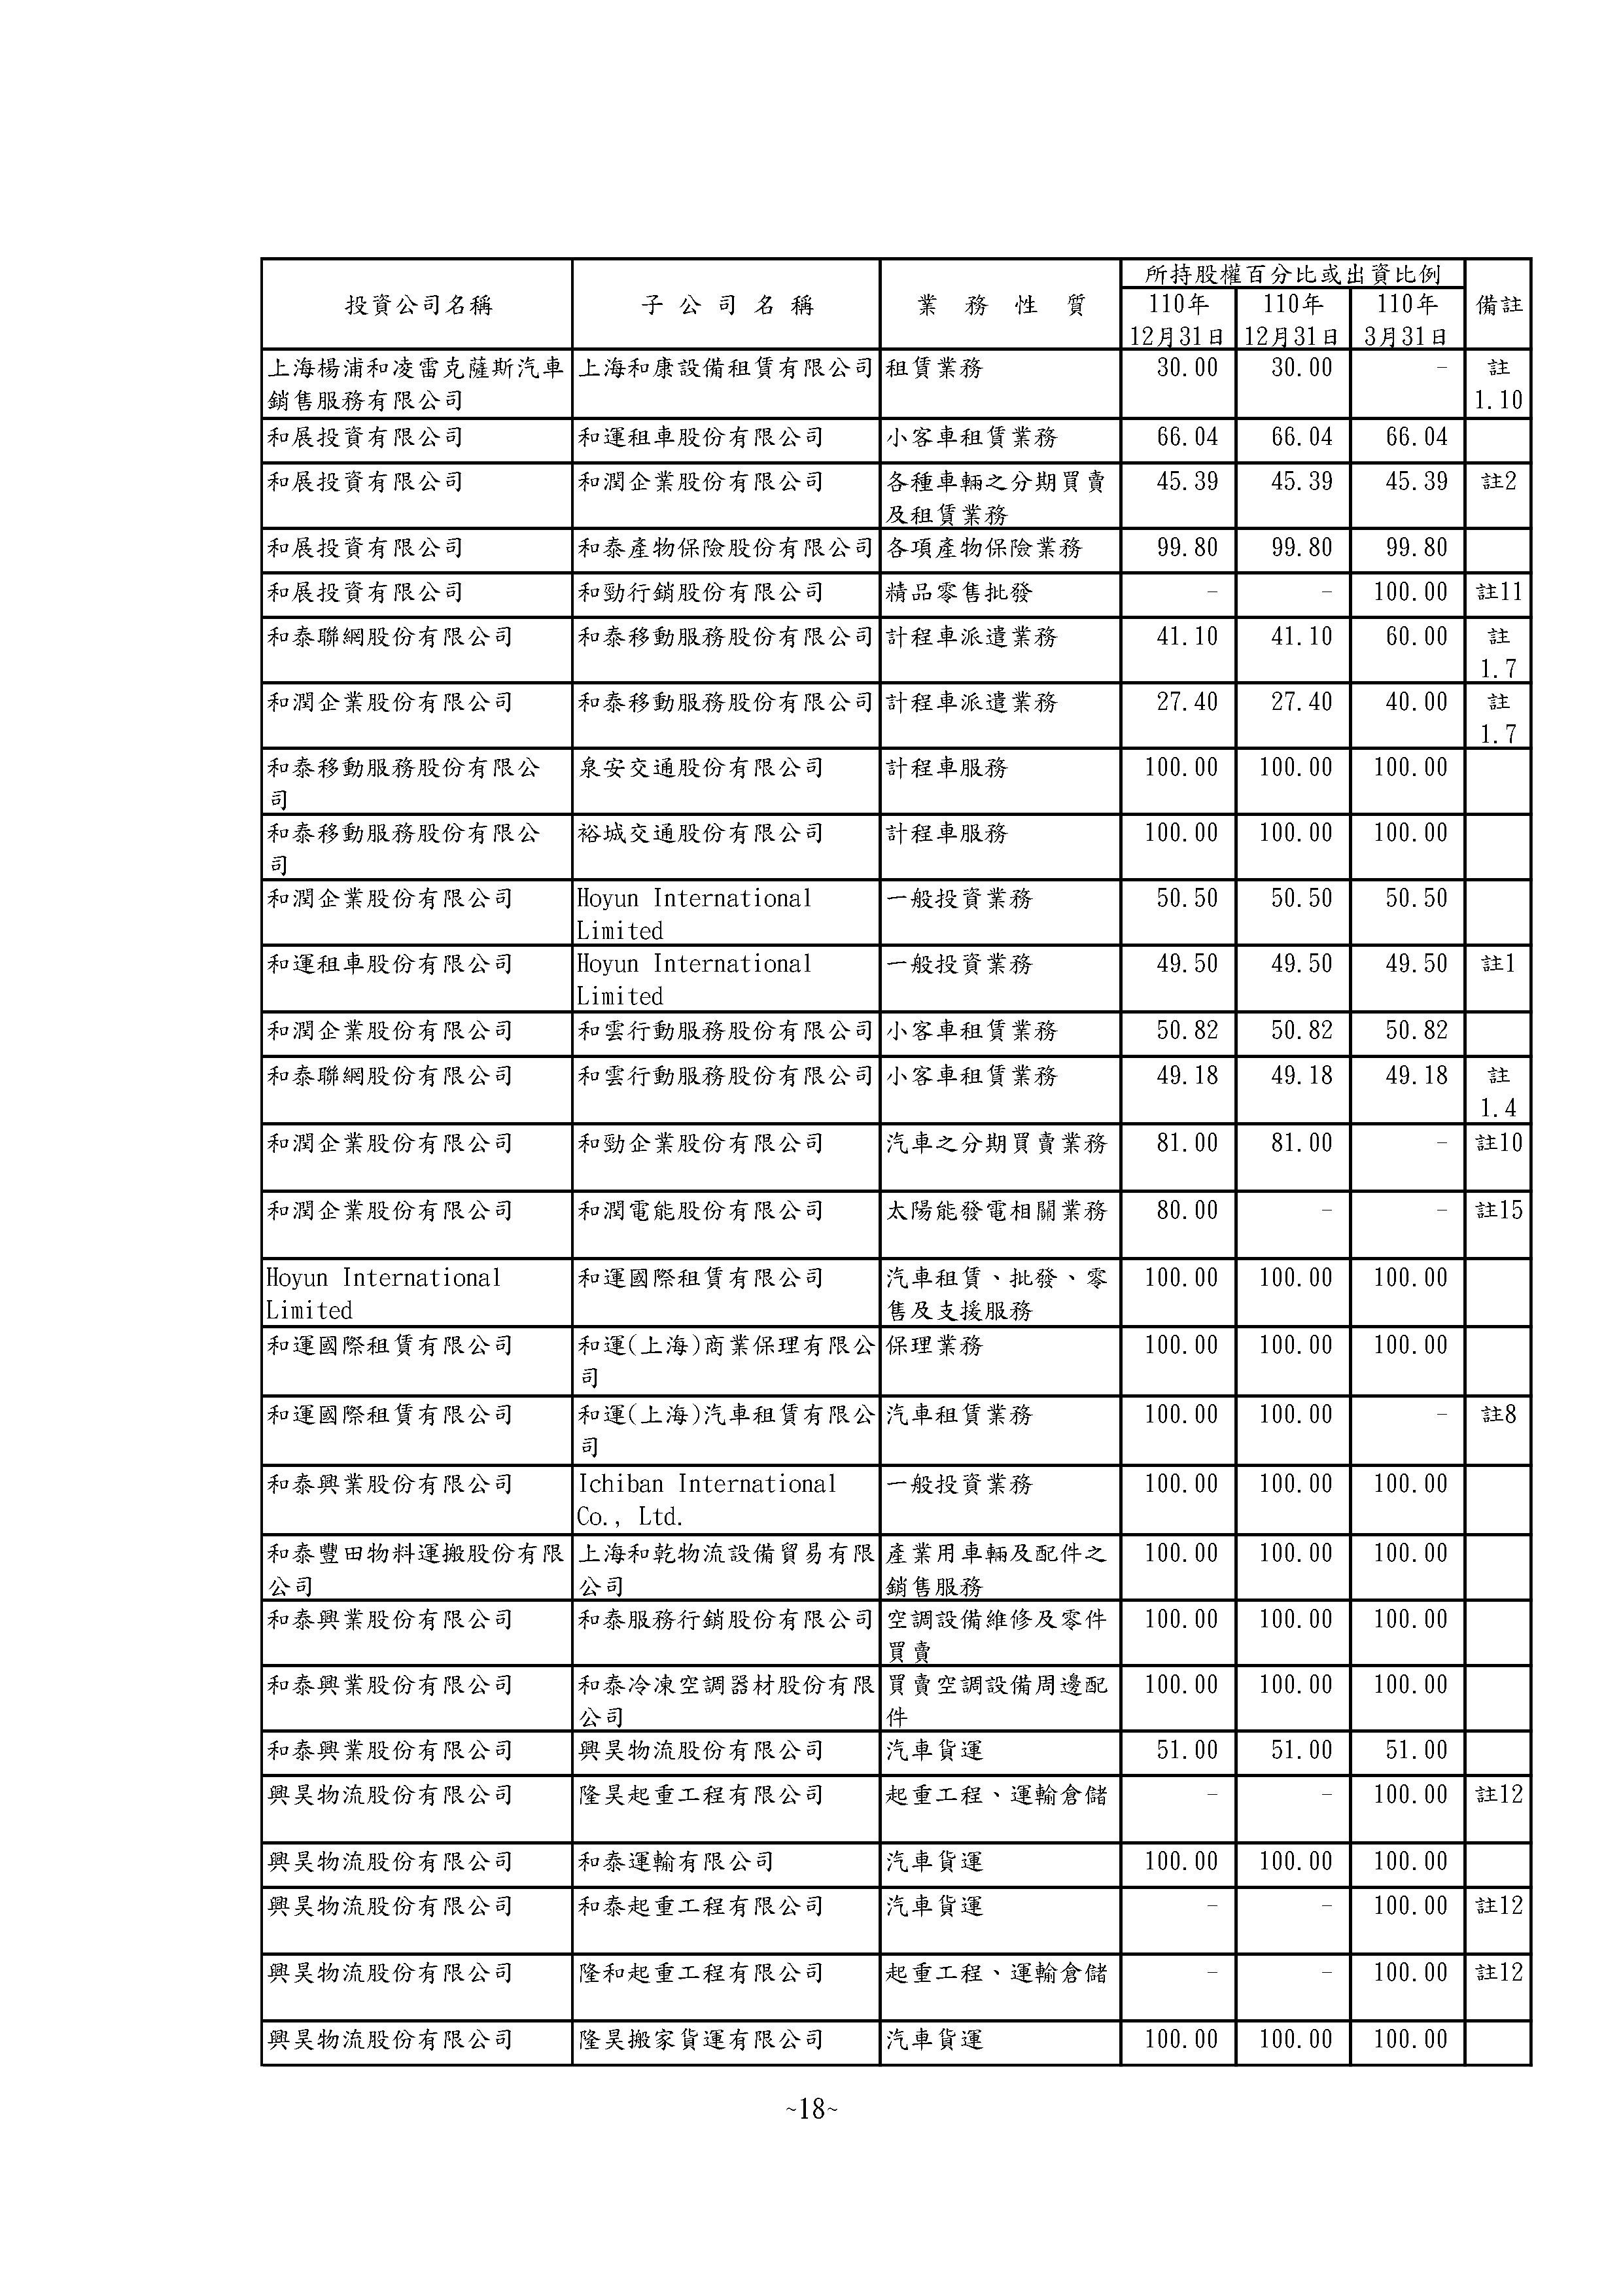 所持股權百分比或出資比例
投資公司名稱 子公司名稱 業務性質 110年 110年 110年 備註
12月31日 12月31日 3月31日
上海楊浦和凌雷克薩斯汽車 上海和康設備租賃有限公司 租賃業務 30.00 30.00 - 註
銷售服務有限公司 1.10
和展投資有限公司 和運租車股份有限公司 小客車租賃業務 66.04 66.04 66.04
和展投資有限公司 和潤企業股份有限公司 各種車輛之分期買賣 45.39 45.39 45.39 註2
及租賃業務
和展投資有限公司 和泰產物保險股份有限公司 各項產物保險業務 99.80 99.80 99.80
和展投資有限公司 和勁行銷股份有限公司 精品零售批發 - - 100.00 註11
和泰聯網股份有限公司 和泰移動服務股份有限公司 計程車派遣業務 41.10 41.10 60.00 註
1.7
和潤企業股份有限公司 和泰移動服務股份有限公司 計程車派遣業務 27.40 27.40 40.00 註
1.7
和泰移動服務股份有限公 泉安交通股份有限公司 計程車服務 100.00 100.00 100.00
司
和泰移動服務股份有限公 裕城交通股份有限公司 計程車服務 100.00 100.00 100.00
司
和潤企業股份有限公司 Hoyun International 一般投資業務 50.50 50.50 50.50
Limited
和運租車股份有限公司 Hoyun International 一般投資業務 49.50 49.50 49.50 註1
Limited
和潤企業股份有限公司 和雲行動服務股份有限公司 小客車租賃業務 50.82 50.82 50.82
和泰聯網股份有限公司 和雲行動服務股份有限公司 小客車租賃業務 49.18 49.18 49.18 註
1.4
和潤企業股份有限公司 和勁企業股份有限公司 汽車之分期買賣業務 81.00 81.00 - 註10
和潤企業股份有限公司 和潤電能股份有限公司 太陽能發電相關業務 80.00 - - 註15
Hoyun International 和運國際租賃有限公司 汽車租賃、批發、零 100.00 100.00 100.00
Limited 售及支援服務
和運國際租賃有限公司 和運(上海)商業保理有限公 保理業務 100.00 100.00 100.00
司
和運國際租賃有限公司 和運(上海)汽車租賃有限公 汽車租賃業務 100.00 100.00 - 註8
司
和泰興業股份有限公司 Ichiban International 一般投資業務 100.00 100.00 100.00
Co., Ltd.
和泰豐田物料運搬股份有限 上海和乾物流設備貿易有限 產業用車輛及配件之 100.00 100.00 100.00
公司 公司 銷售服務
和泰興業股份有限公司 和泰服務行銷股份有限公司 空調設備維修及零件 100.00 100.00 100.00
買賣
和泰興業股份有限公司 和泰冷凍空調器材股份有限 買賣空調設備周邊配 100.00 100.00 100.00
公司 件
和泰興業股份有限公司 興昊物流股份有限公司 汽車貨運 51.00 51.00 51.00
興昊物流股份有限公司 隆昊起重工程有限公司 起重工程、運輸倉儲 - - 100.00 註12
興昊物流股份有限公司 和泰運輸有限公司 汽車貨運 100.00 100.00 100.00
興昊物流股份有限公司 和泰起重工程有限公司 汽車貨運 - - 100.00 註12
興昊物流股份有限公司 隆和起重工程有限公司 起重工程、運輸倉儲 - - 100.00 註12
興昊物流股份有限公司 隆昊搬家貨運有限公司 汽車貨運 100.00 100.00 100.00
~18~